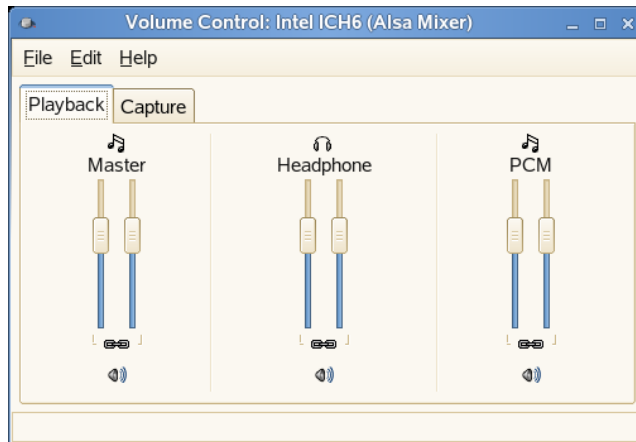 Volume Control: Intel ICH6 (Alsa Mixer)
File Edit Help
Playback Capture
Master Headphone PCM